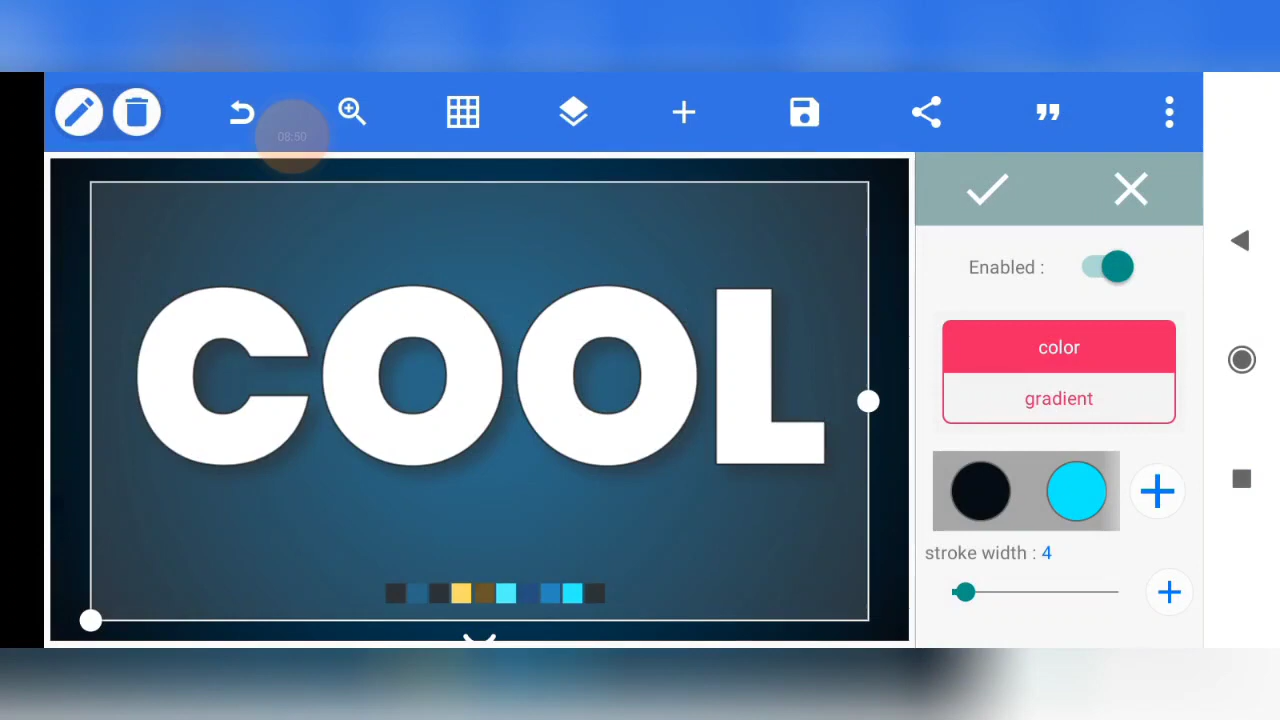 08:50
Enabled :
COOL
color
gradient
stroke width : 4